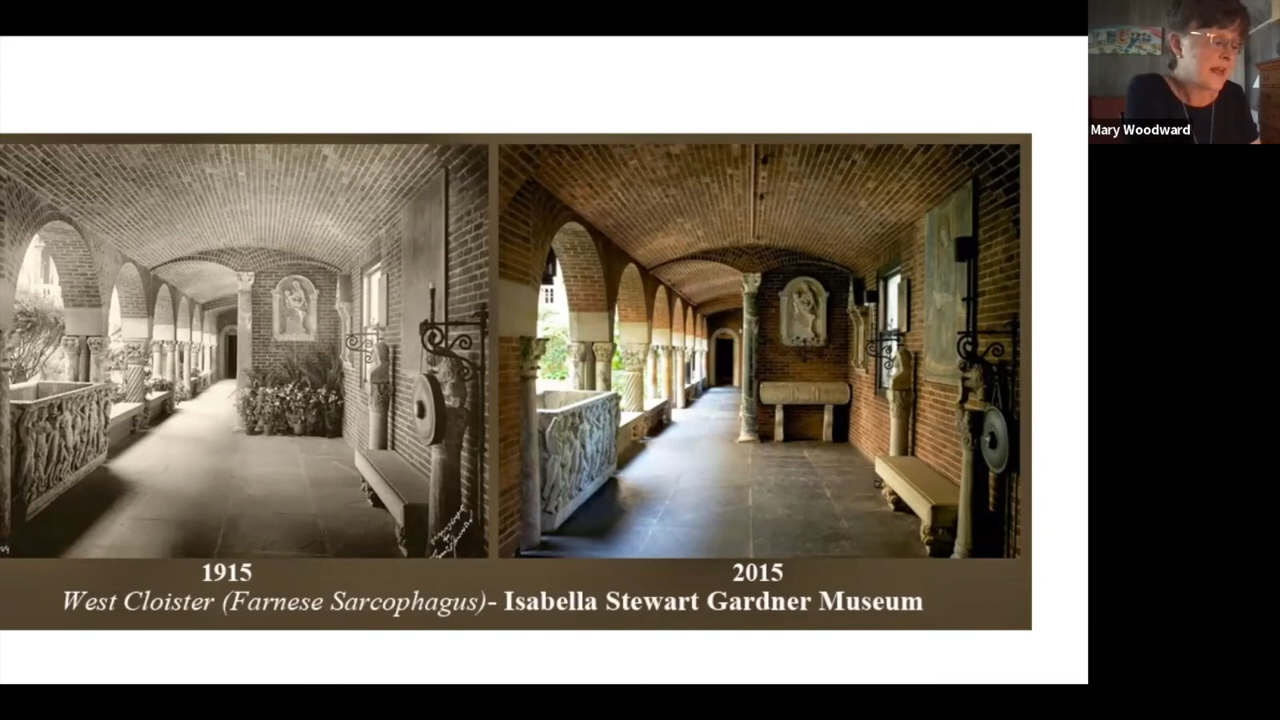 Mary Woodward
1915
2015
West Cloister (Farnese Sarcophagus)- Isabella Stewart Gardner Museum